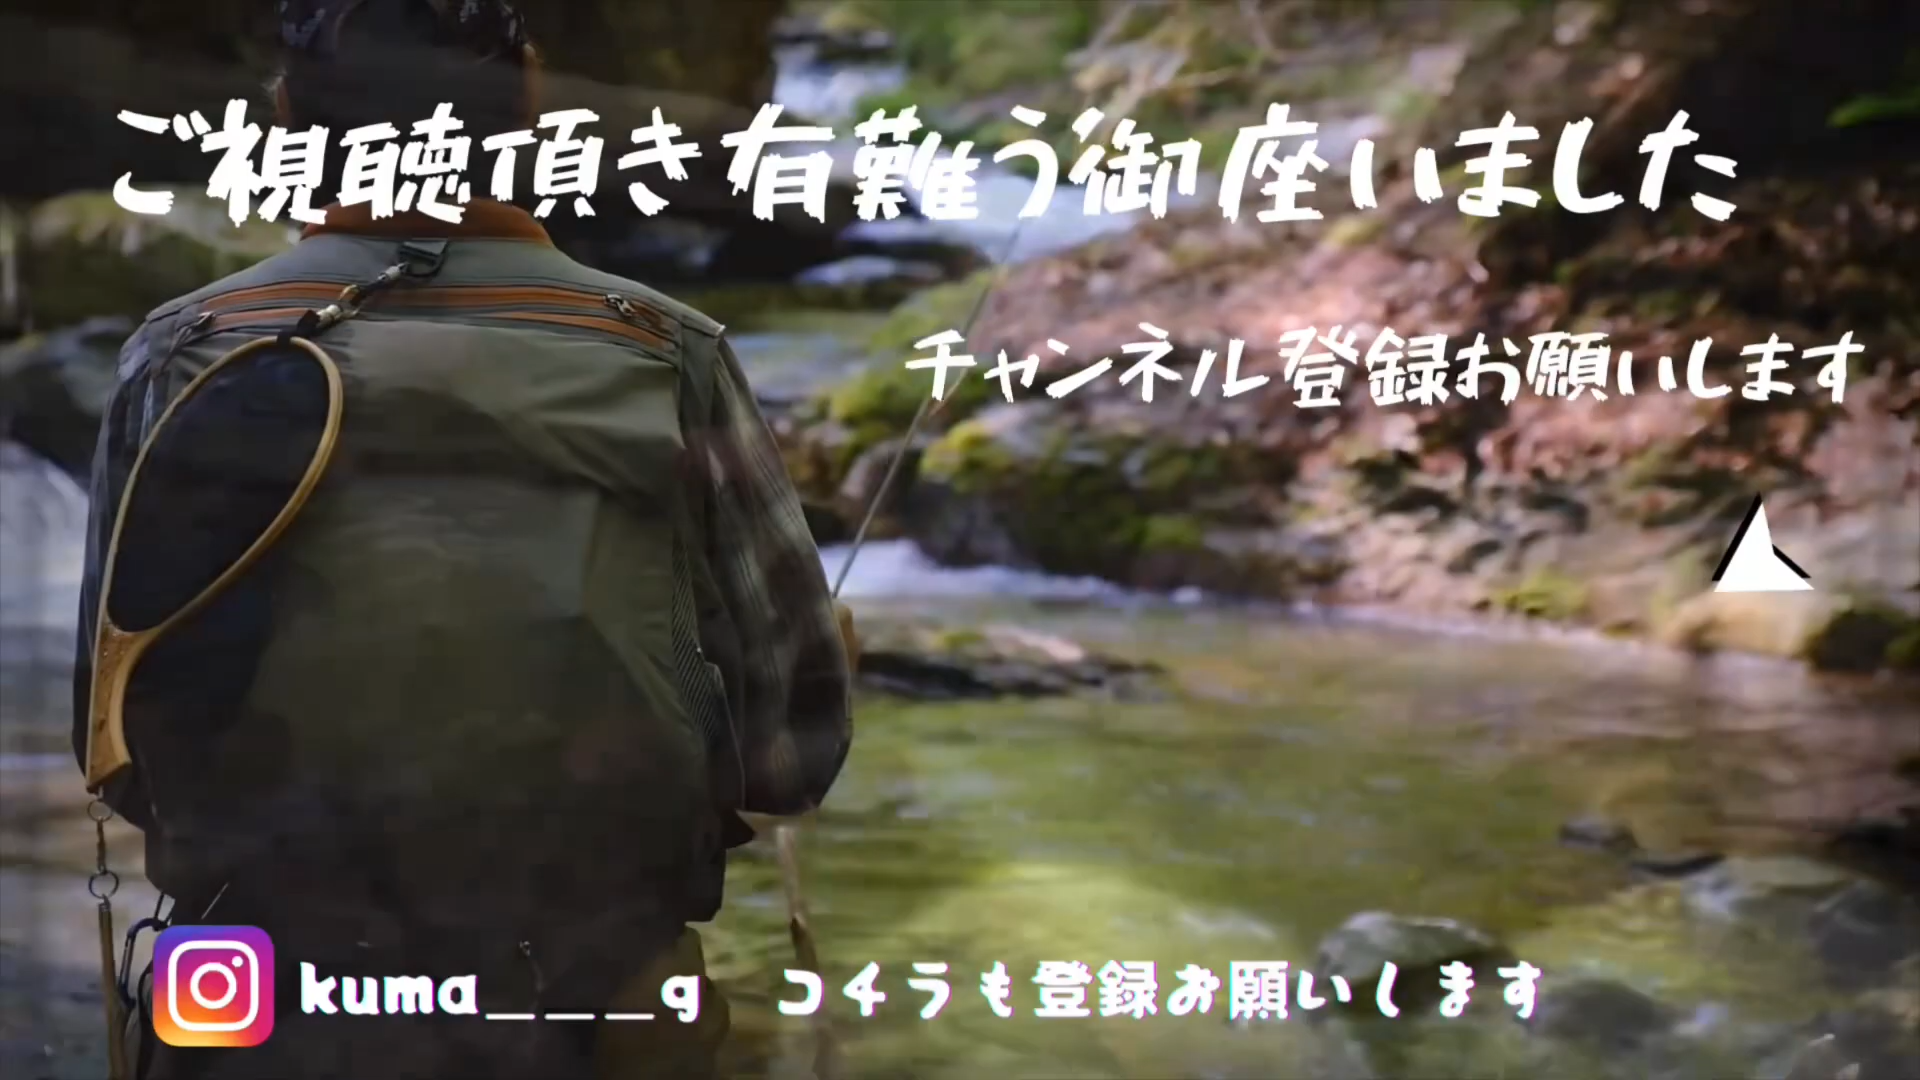 ご視聴頂き有難う御座いました
チャンネル登録お願いします
kuma___g コチラも登録お願いします